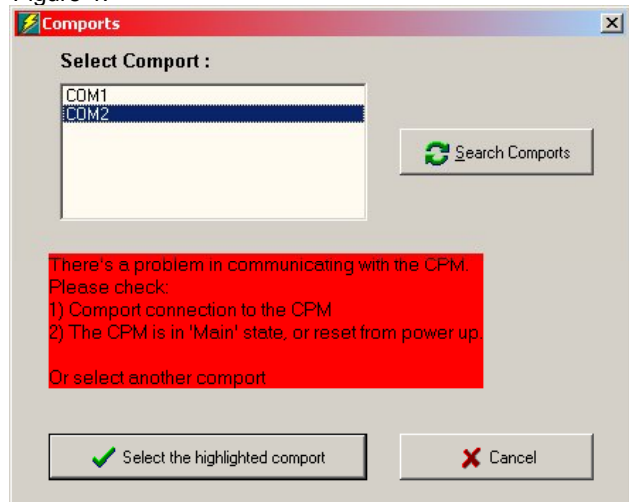 Comports
Select Comport :
COM1
COM2
Search Comports
There's a problem in communicating with the CPM.
Please check:
1) Comport connection to the CPM
2) The CPM is in 'Main' state, or reset from power up.
Or select another comport
Select the highlighted comport
Cancel